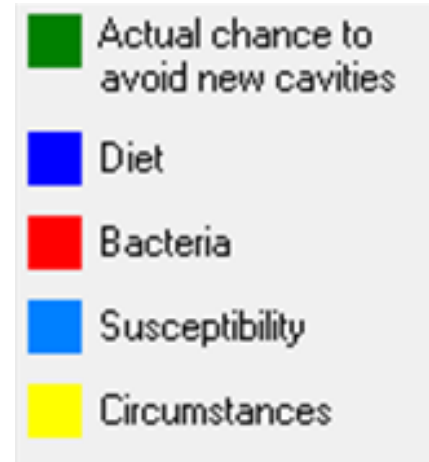 Actual chance to
avoid new cavities
Diet
Bacteria
Susceptibility
Circumstances